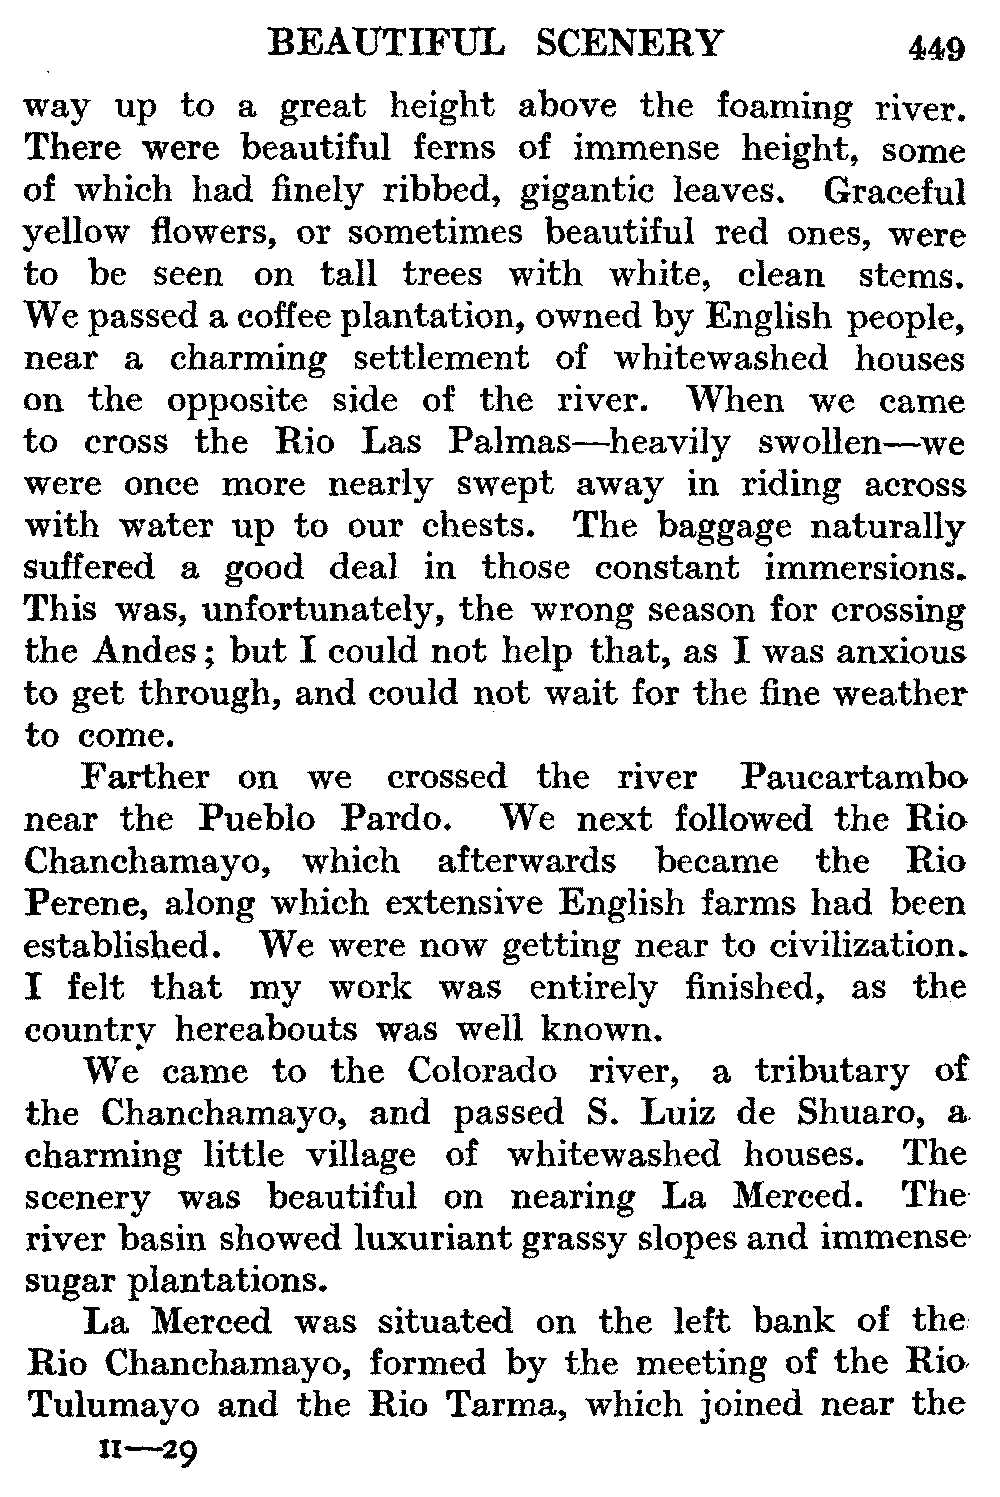 BEAUTIFUL SCENERY 449
way up to a great height above the foaming river.
There were beautiful ferns of immense height, some
of which had finely ribbed, gigantic leaves. Graceful
yellow flowers, or sometimes beautiful red ones, were
to be seen on tall trees with white, clean stems.
We passed a coffee plantation, owned by English people,
near a charming settlement of whitewashed houses
on the opposite side of the river. When we came
to cross the Rio Las Palmas—heavily swollen—we
were once more nearly swept away in riding across
with water up to our chests. The baggage naturally
suffered a good deal in those constant immersions.
This was, unfortunately, the wrong season for crossing
the Andes; but I could not help that, as I was anxious
to get through, and could not wait for the fine weather
to come.
Farther on we crossed the river Paucartambo
near the Pueblo Pardo. We next followed the Rio
Chanchamayo, which afterwards became the Rio
Perene, along which extensive English farms had been
established. We were now getting near to civilization.
I felt that my work was entirely finished, as the
country hereabouts was well known.
We came to the Colorado river, a tributary of
the Chanchamayo, and passed S. Luiz de Shuaro, a
charming little village of whitewashed houses. The
scenery was beautiful on nearing La Merced. The
river basin showed luxuriant grassy slopes and immense
sugar plantations.
La Merced was situated on the left bank of the
Rio Chanchamayo, formed by the meeting of the Rio
Tulumayo and the Rio Tarma, which joined near the
II—29